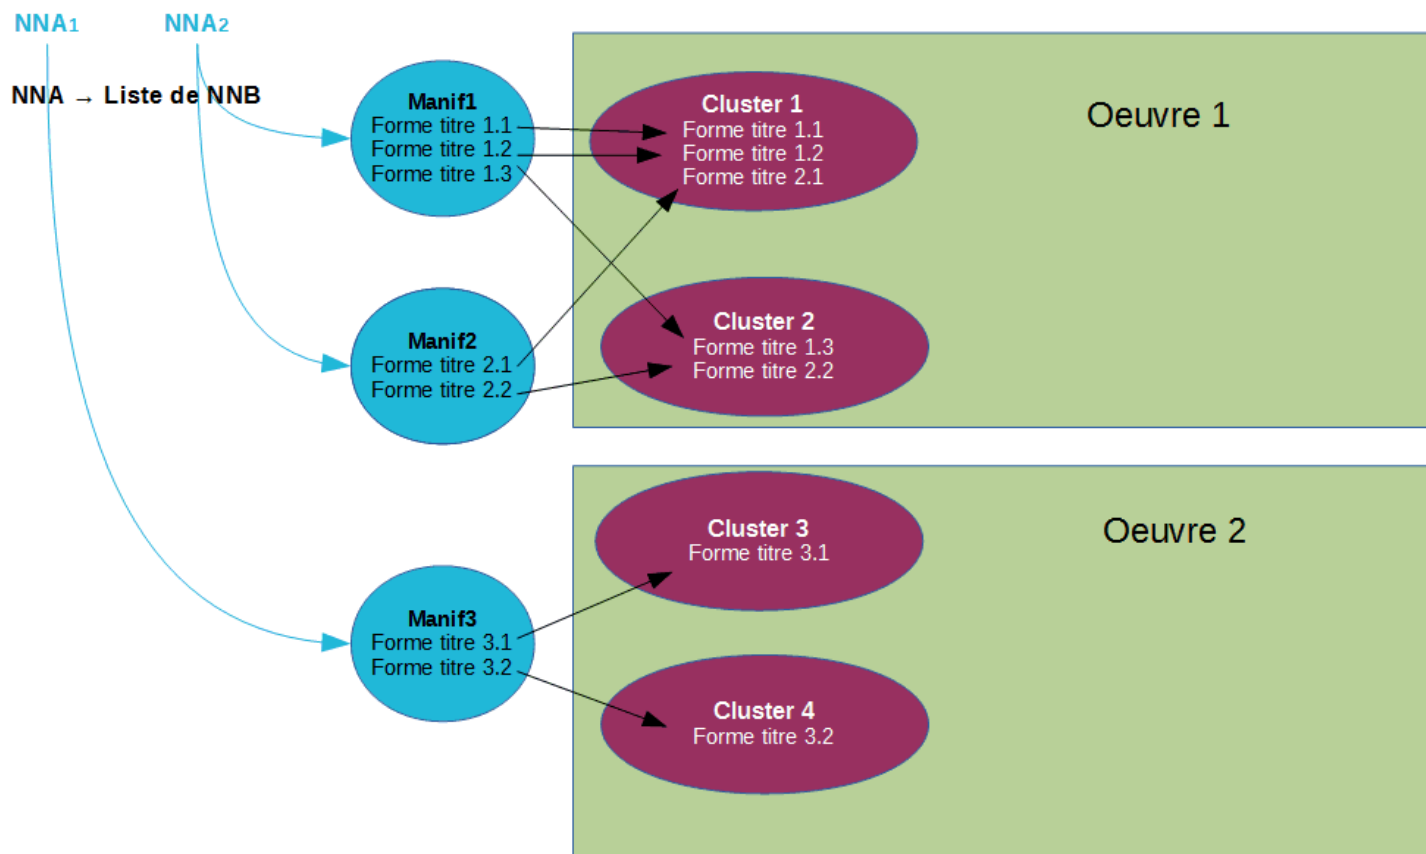 NNA1
NNA2
NNA → Liste de NNB
Manif1
Forme titre 1.1
Forme titre 1.2
Forme titre 1.3
Cluster 1
Forme titre 1.1
Forme titre 1.2
Forme titre 2.1
Oeuvre 1
Manif2
Forme titre 2.1
Forme titre 2.2
Cluster 2
Forme titre 1.3
Forme titre 2.2
Cluster 3
Forme titre 3.1
Oeuvre 2
Manif3
Forme titre 3.1
Forme titre 3.2
Cluster 4
Forme titre 3.2